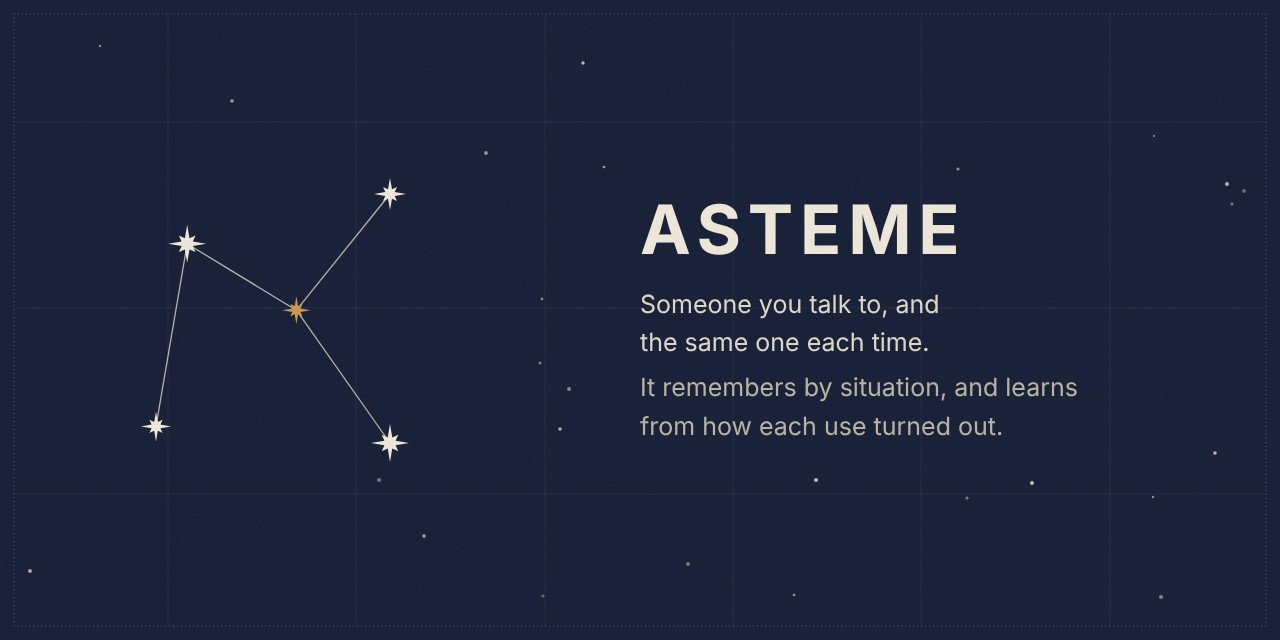 ASTEME
Someone you talk to, and
the same one each time.
It remembers by situation, and learns
from how each use turned out.